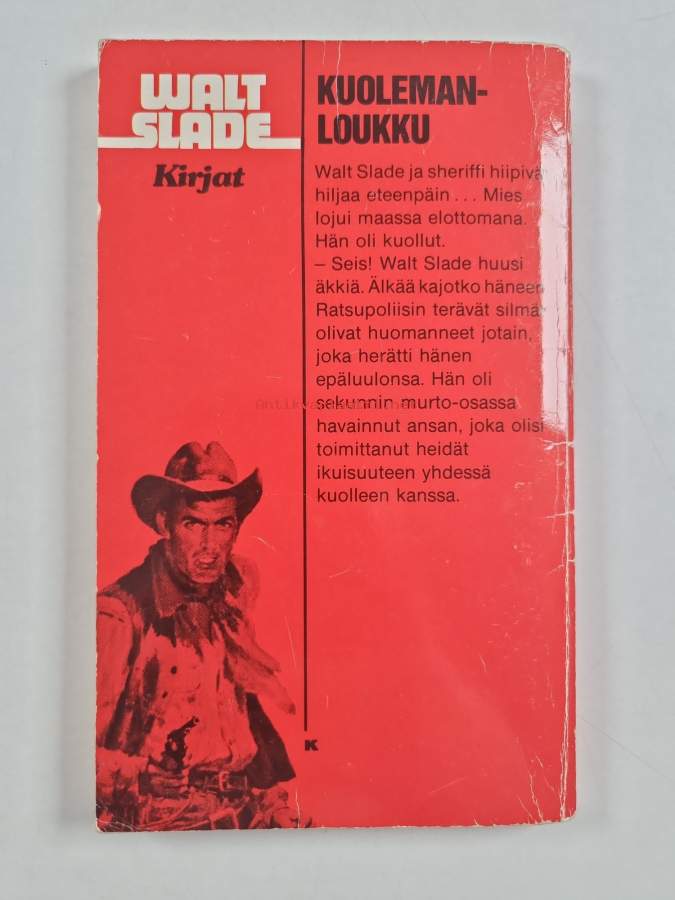 WALT
SLADE
Kirjat
KUOLEMAN-
LOUKKU
Walt Slade ja sheriffi hiipivä
hiljaa eteenpäin... Mies
lojui maassa elottomana.
Hän oli kuollut.
– Seis! Walt Slade huusi
äkkiä. Älkää kajotko häneen
Ratsupoliisin terävät silmä
olivat huomanneet jotain,
joka herätti hänen
epäluulonsa. Hän oli
sekunnin murto-osassa
havainnut ansan, joka olisi
toimittanut heidät
ikuisuuteen yhdessä
kuolleen kanssa.
K